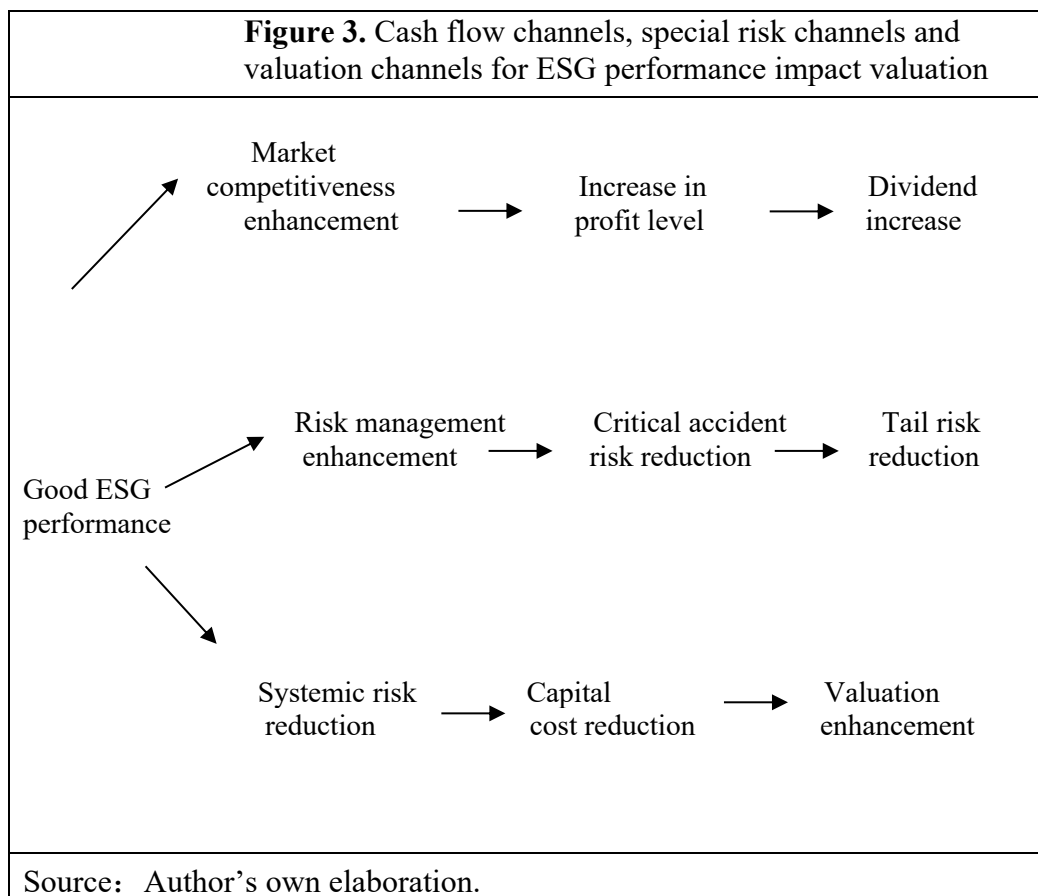 Figure 3. Cash flow channels, special risk channels and
valuation channels for ESG performance impact valuation
Market
competitiveness
enhancement
Increase in
profit level
Dividend
increase
Risk management
enhancement
Critical accident
risk reduction
Tail risk
reduction
Good ESG
performance
Systemic risk
reduction
Capital
cost reduction
Valuation
enhancement
Source：Author’s own elaboration.